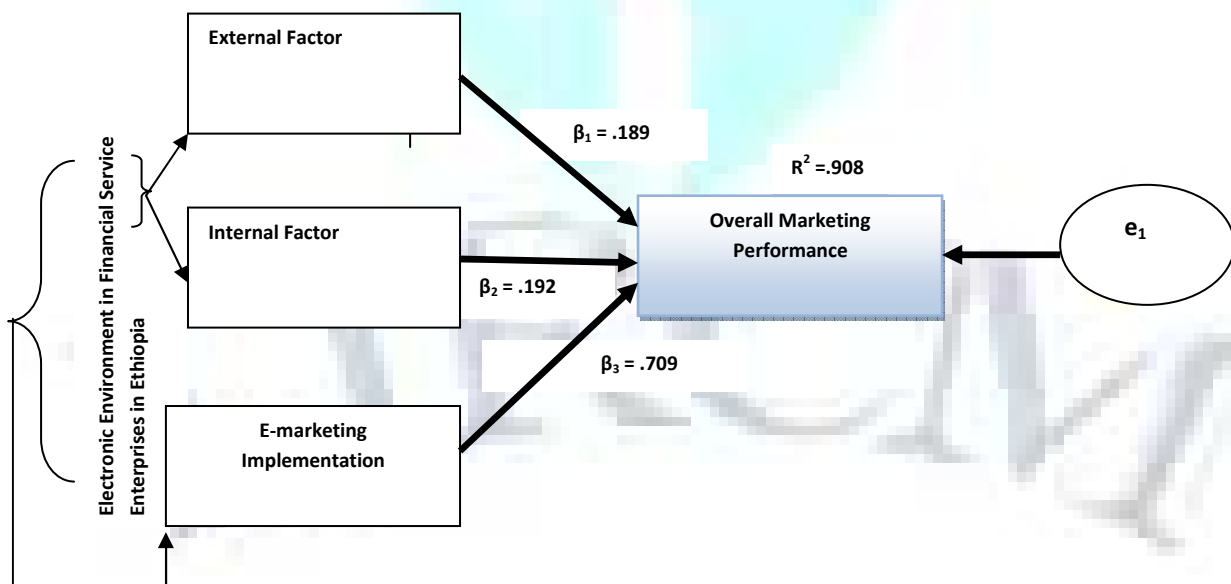 External Factor
β₁ = .189
R² =.908
Electronic Environment in Financial Service
Enterprises in Ethiopia
Internal Factor
β₂ = .192
Overall Marketing
Performance
e₁
β₃ = .709
E-marketing
Implementation